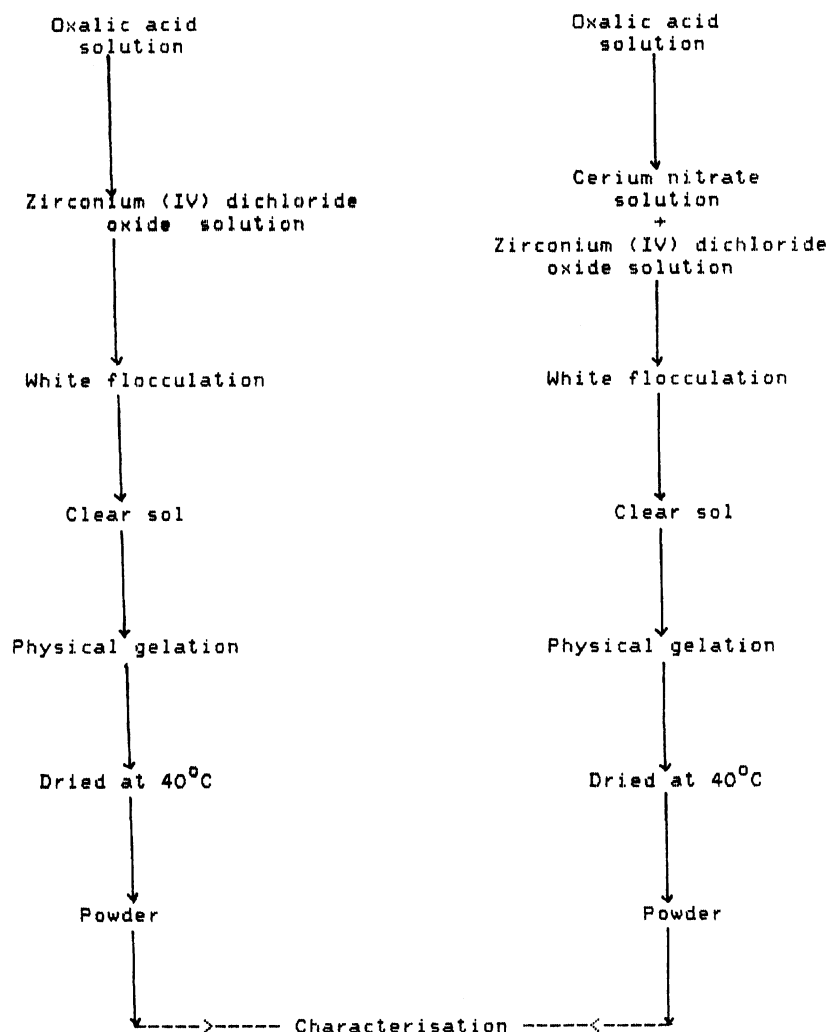 Oxalic acid
solution
Zirconium (IV) dichloride
oxide solution
White flocculation
Clear sol
Physical gelation
Dried at 40°C
Powder
Oxalic acid
solution
Cerium nitrate
solution
+
Zirconium (IV) dichloride
oxide solution
White flocculation
Clear sol
Physical gelation
Dried at 40°C
Powder
Characterisation